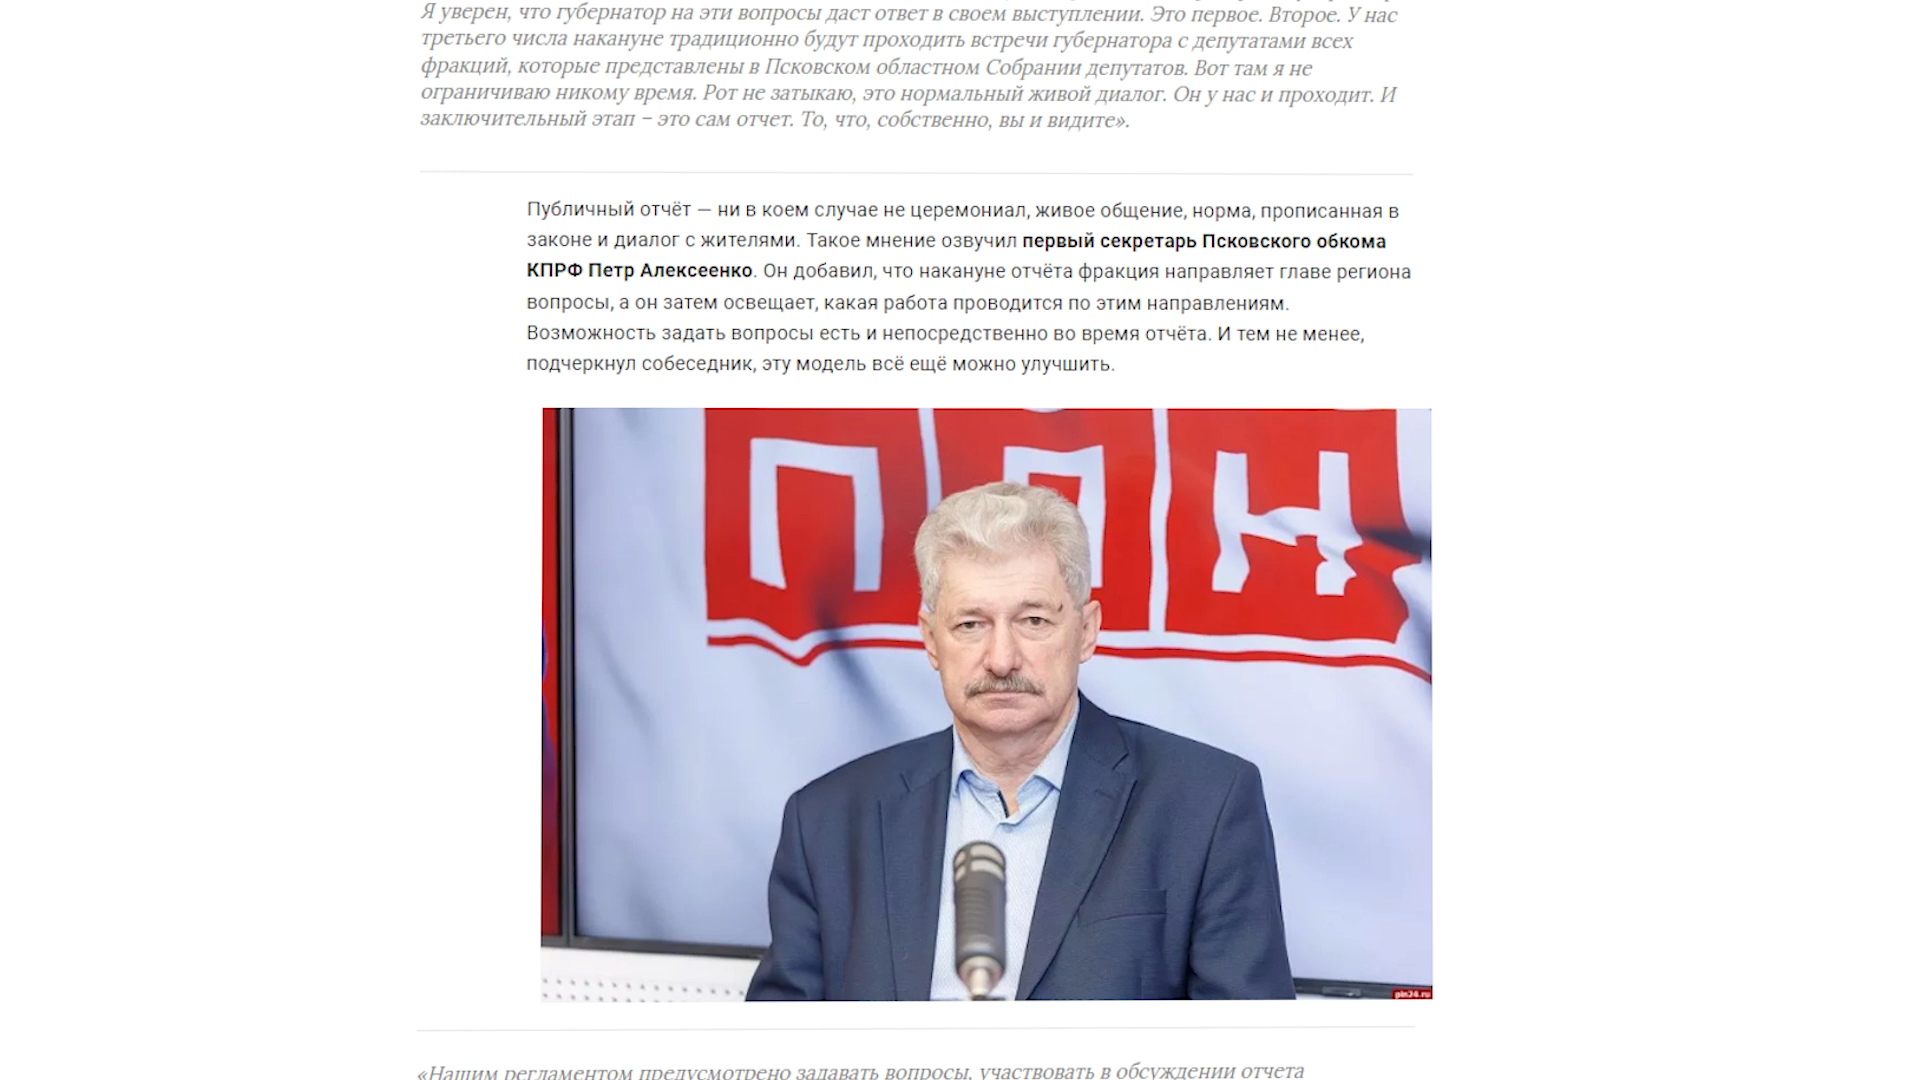 Я уверен, что губернатор на эти вопросы даст ответ в своем выступлении. Это первое. Второе. У нас
третьего числа накануне традиционно будут проходить встречи губернатора с депутатами всех
фракций, которые представлены в Псковском областном Собрании депутатов. Вот там я не
ограничиваю никому время. Рот не затыкаю, это нормальный живой диалог. Он у нас и проходит. И
заключительный этап – это сам отчет. То, что, собственно, вы и видите».
Публичный отчёт — ни в коем случае не церемониал, живое общение, норма, прописанная в
законе и диалог с жителями. Такое мнение озвучил первый секретарь Псковского обкома
КПРФ Петр Алексеенко. Он добавил, что накануне отчёта фракция направляет главе региона
вопросы, а он затем освещает, какая работа проводится по этим направлениям.
Возможность задать вопросы есть и непосредственно во время отчёта. И тем не менее,
подчеркнул собеседник, эту модель всё ещё можно улучшить.
ПЛН
pln24.ru
«Нашим регламентом предусмотрено задавать вопросы, участвовать в обсуждении отчета